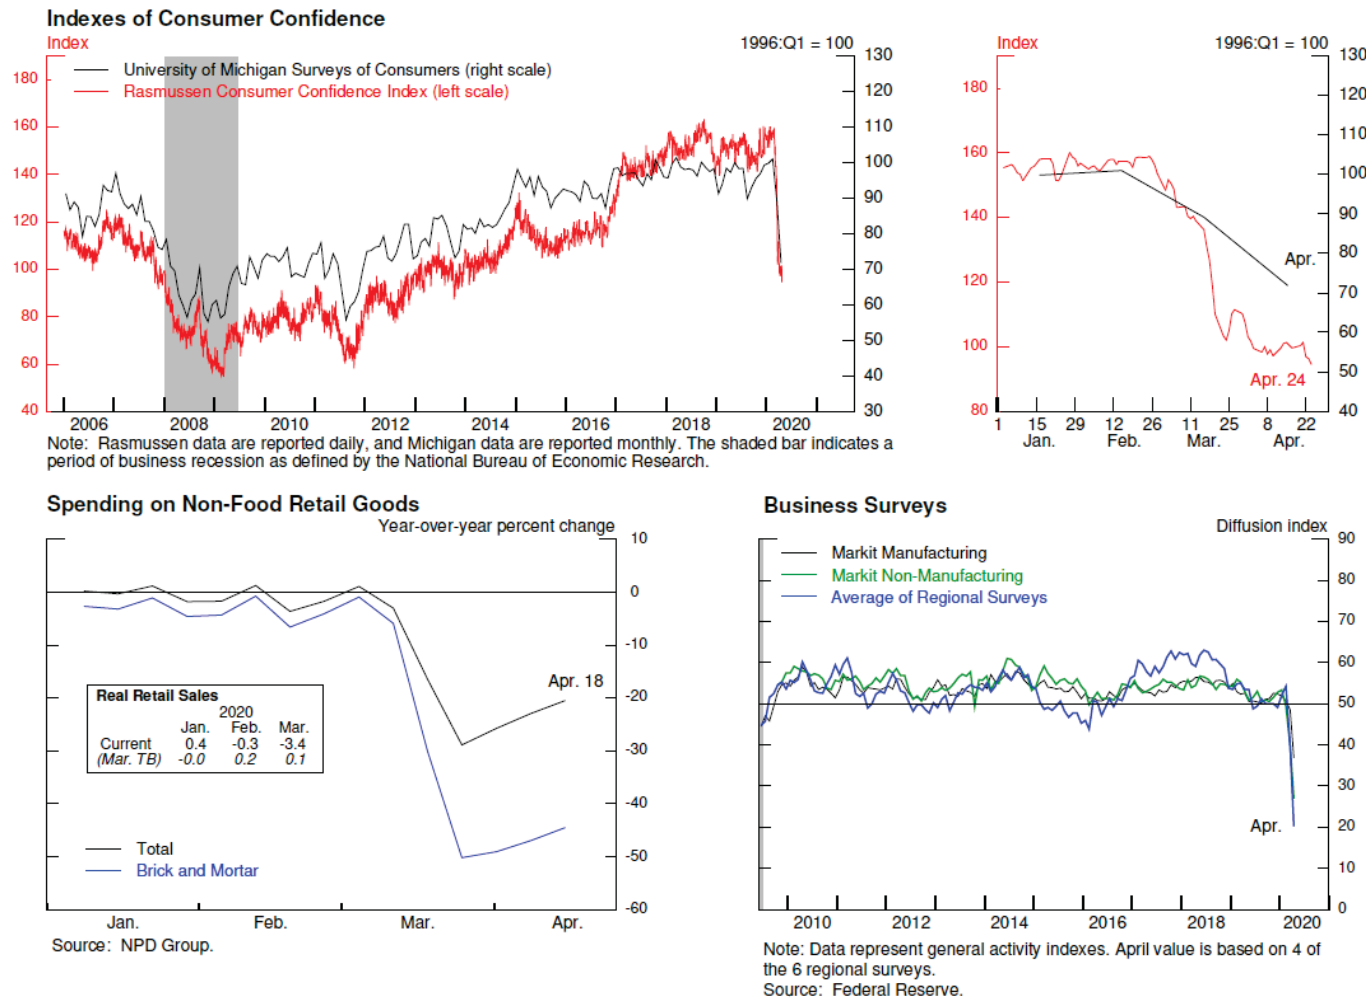 Indexes of Consumer Confidence
Index
1996:Q1 = 100
University of Michigan Surveys of Consumers (right scale)
Rasmussen Consumer Confidence Index (left scale)
180
160
140
120
100
80
60
40
130
120
110
100
90
80
70
60
50
40
30
2006 2008 2010 2012 2014 2016 2018 2020
Note: Rasmussen data are reported daily, and Michigan data are reported monthly. The shaded bar indicates a
period of business recession as defined by the National Bureau of Economic Research.
Index
1996:Q1 = 100
180
160
140
120
100
80
130
120
110
100
90
80
70
60
50
40
30
Apr.
Apr. 24
1 15 29 12 26 11 25 8 22
Jan. Feb. Mar. Apr.
Spending on Non-Food Retail Goods
Year-over-year percent change
10
0
-10
-20
-30
-40
-50
-60
Apr. 18
Real Retail Sales
2020
Jan. Feb. Mar.
Current 0.4 -0.3 -3.4
(Mar. TB) -0.0 0.2 0.1
Total
Brick and Mortar
Jan. Feb. Mar. Apr.
Source: NPD Group.
Business Surveys
Diffusion index
Markit Manufacturing
Markit Non-Manufacturing
Average of Regional Surveys
90
80
70
60
50
40
30
20
10
0
Apr.
2010 2012 2014 2016 2018 2020
Note: Data represent general activity indexes. April value is based on 4 of
the 6 regional surveys.
Source: Federal Reserve.